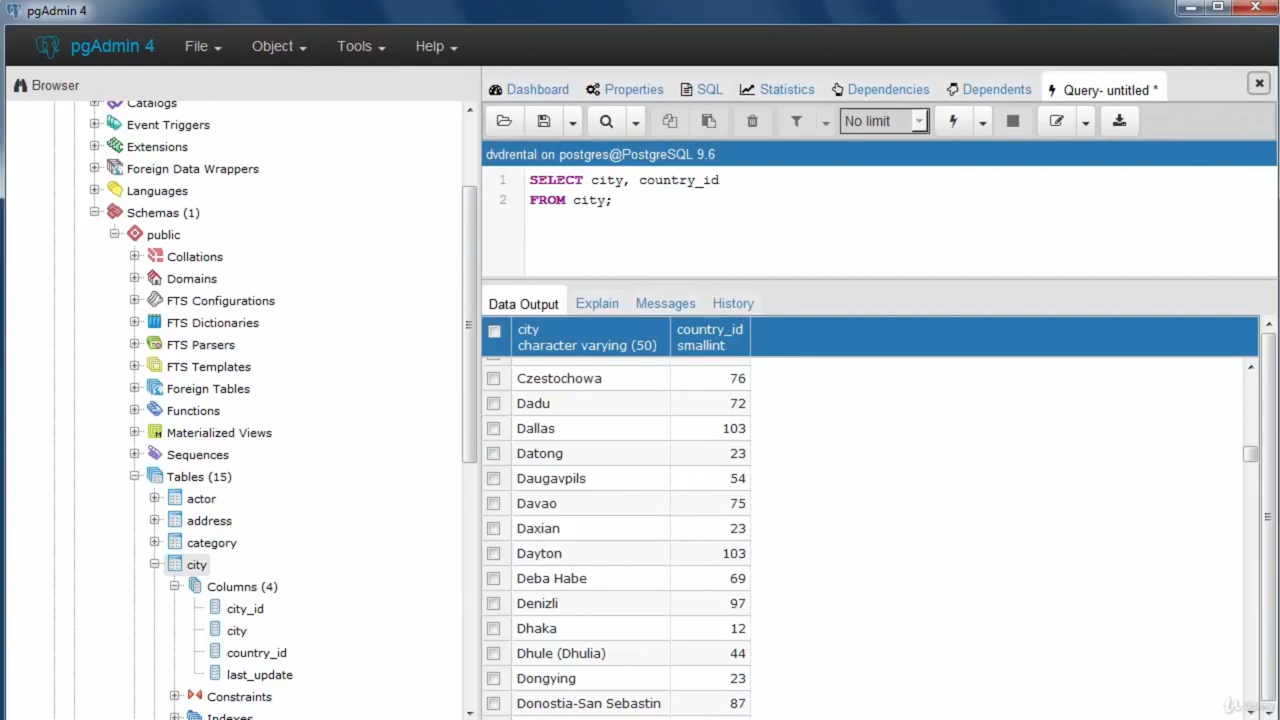 pgAdmin 4
pgAdmin 4 File Object Tools Help
Browser
Dashboard Properties SQL Statistics Dependencies Dependents Query- untitled *
Catalogs
Event Triggers
Extensions
Foreign Data Wrappers
Languages
Schemas (1)
public
Collations
Domains
FTS Configurations
FTS Dictionaries
FTS Parsers
FTS Templates
Foreign Tables
Functions
Materialized Views
Sequences
Tables (15)
actor
address
category
city
Columns (4)
city_id
city
country_id
last_update
Constraints
Indexes
No limit
dvdrental on postgres@PostgreSQL 9.6
1 SELECT city, country_id
2 FROM city;
Data Output Explain Messages History
city country_id
character varying (50) smallint
Czestochowa 76
Dadu 72
Dallas 103
Datong 23
Daugavpils 54
Davao 75
Daxian 23
Dayton 103
Deba Habe 69
Denizli 97
Dhaka 12
Dhule (Dhulia) 44
Dongying 23
Donostia-San Sebastin 87